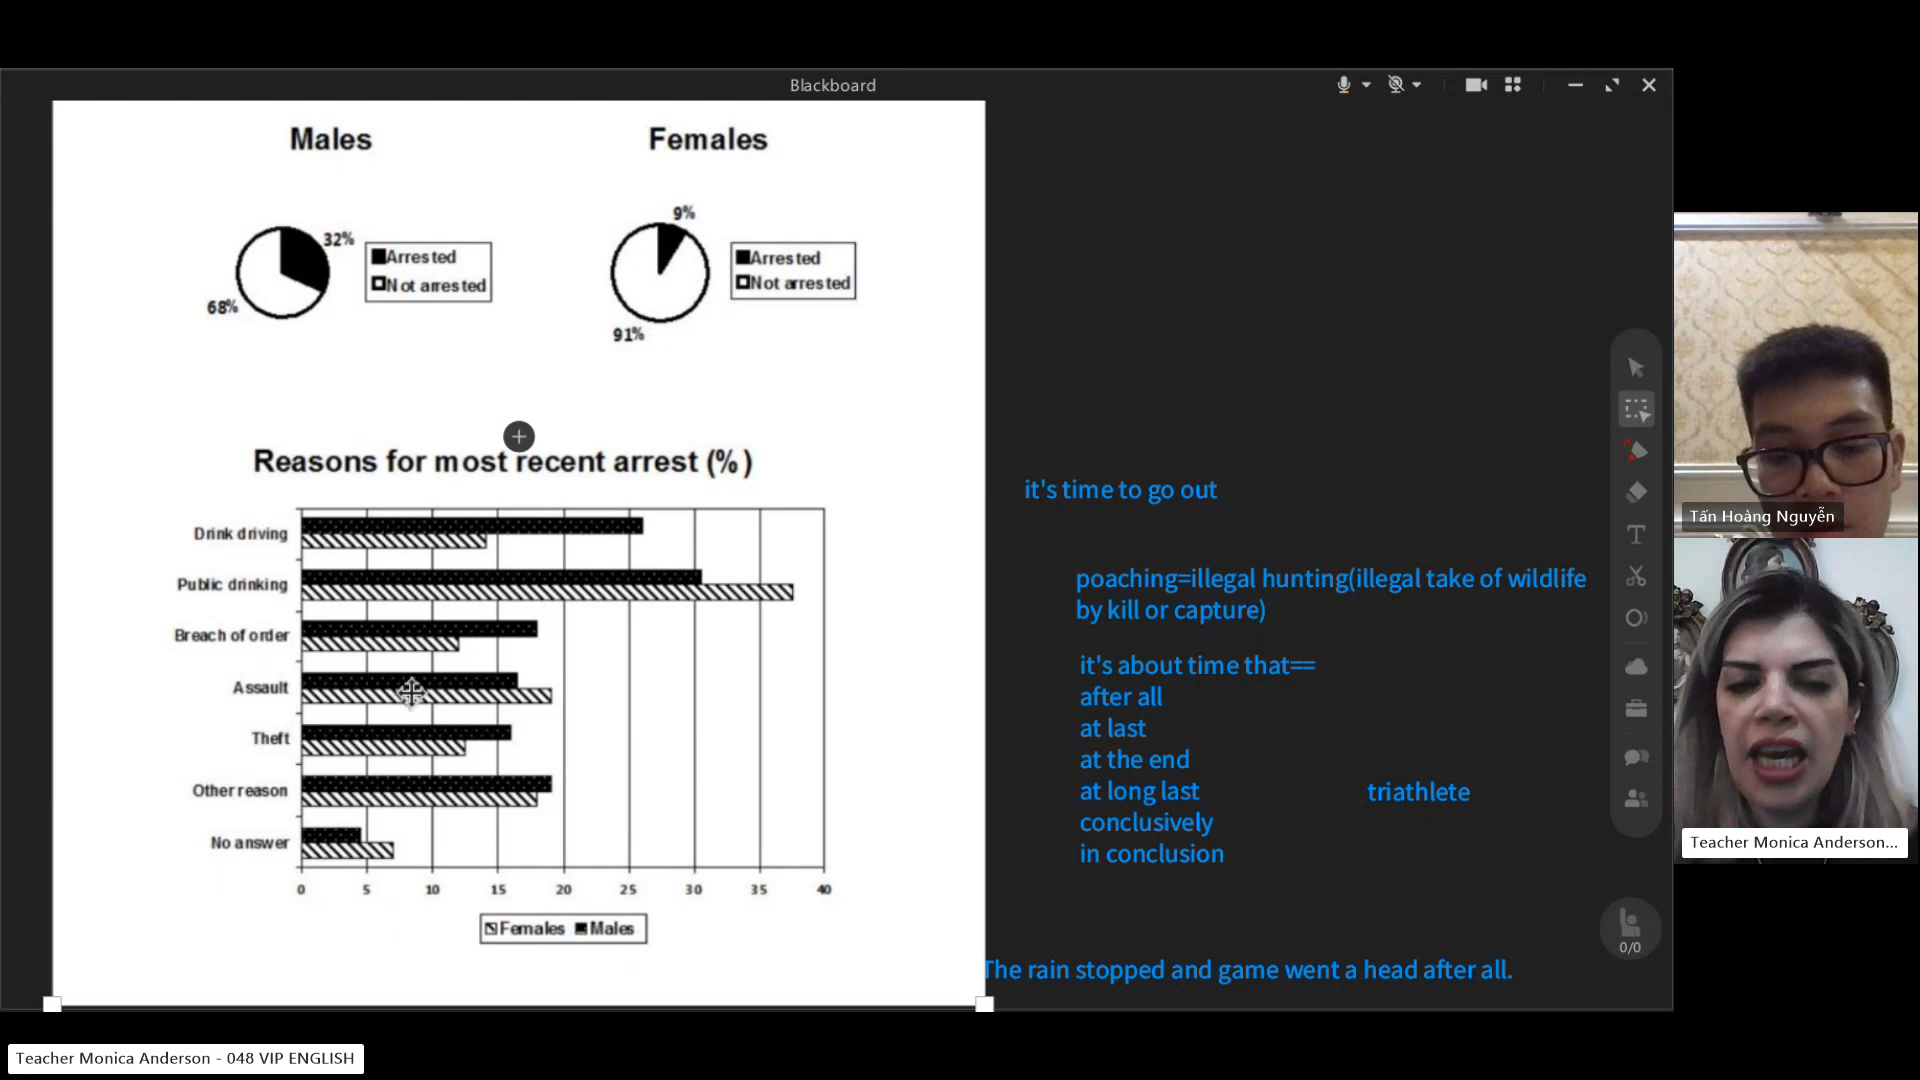 Blackboard
Males
Females
32%
68%
Arrested
Not arrested
9%
91%
Arrested
Not arrested
Reasons for most recent arrest (%)
Drink driving
Public drinking
Breach of order
Assault
Theft
Other reason
No answer
0 5 10 15 20 25 30 35 40
Females Males
it's time to go out
poaching=illegal hunting(illegal take of wildlife
by kill or capture)
it's about time that==
after all
at last
at the end
at long last
conclusively
in conclusion
triathlete
The rain stopped and game went a head after all.
0/0
Tấn Hoàng Nguyễn
Teacher Monica Anderson...
Teacher Monica Anderson - 048 VIP ENGLISH